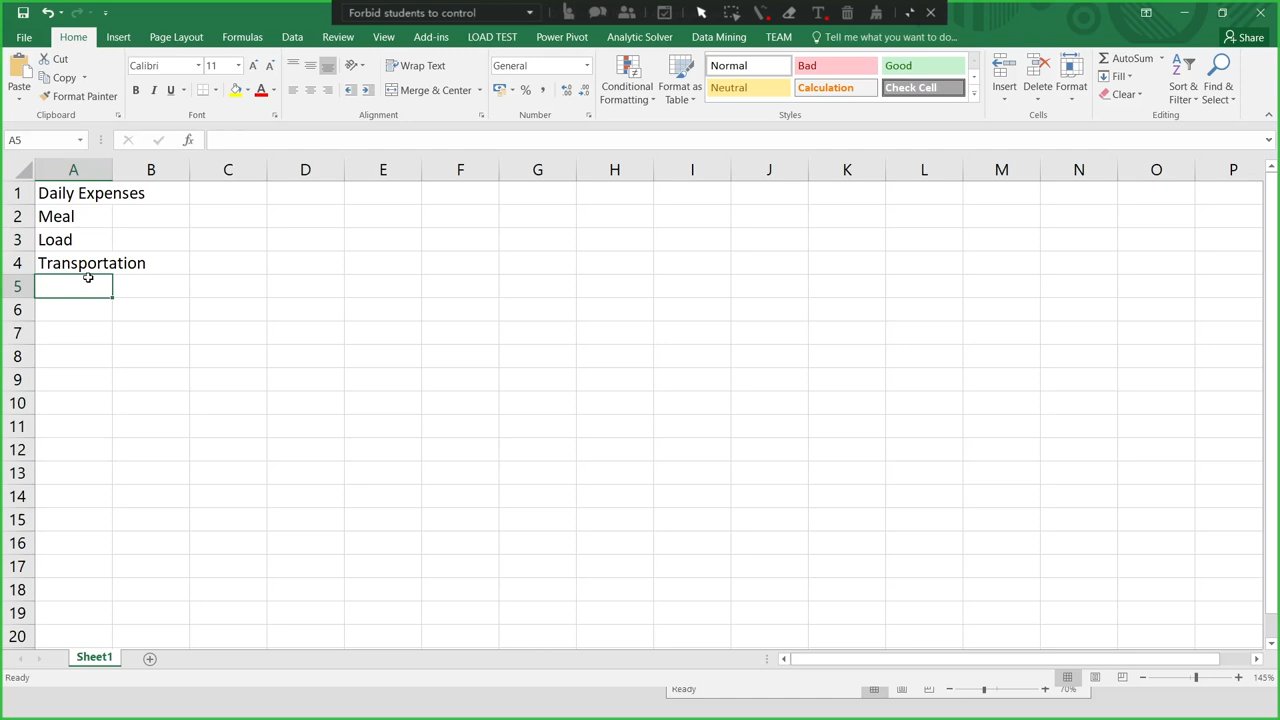 Forbid students to control
File Home Insert Page Layout Formulas Data Review View Add-ins LOAD TEST Power Pivot Analytic Solver Data Mining TEAM Tell me what you want to do... Share
Paste
Cut
Copy
Format Painter
Clipboard
Calibri 11
B I U
Font
Wrap Text
Merge & Center
Alignment
General
%
Number
Conditional Formatting
Format as Table
Normal Bad Good
Neutral Calculation Check Cell
Styles
Insert Delete Format
Cells
AutoSum
Fill
Clear
Sort & Filter
Find & Select
Editing
A5 fx
A B C D E F G H I J K L M N O P
1 Daily Expenses
2 Meal
3 Load
4 Transportation
5
6
7
8
9
10
11
12
13
14
15
16
17
18
19
20
Sheet1
Ready 145%
Ready 70%